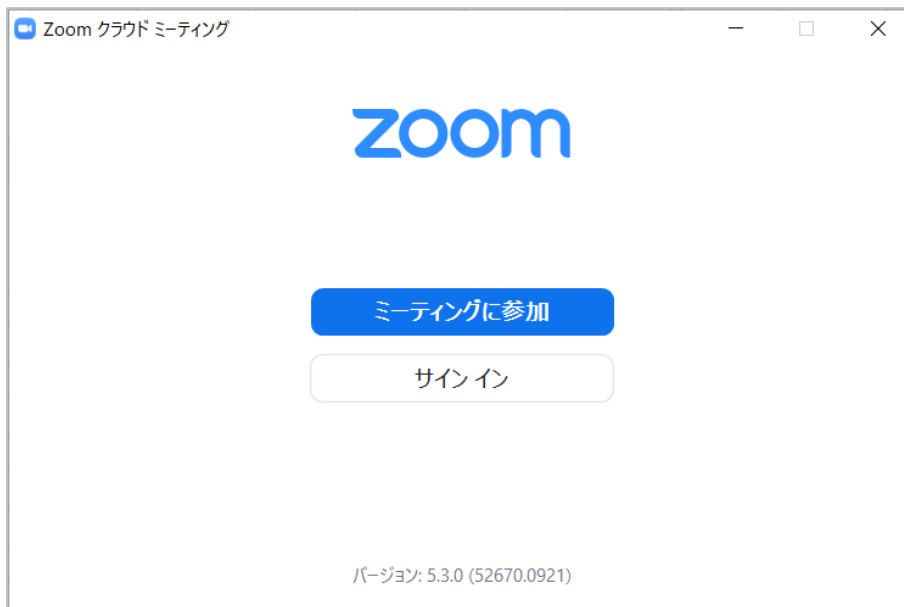 Zoom クラウド ミーティング
zoom
ミーティングに参加
サイン イン
バージョン: 5.3.0 (52670.0921)